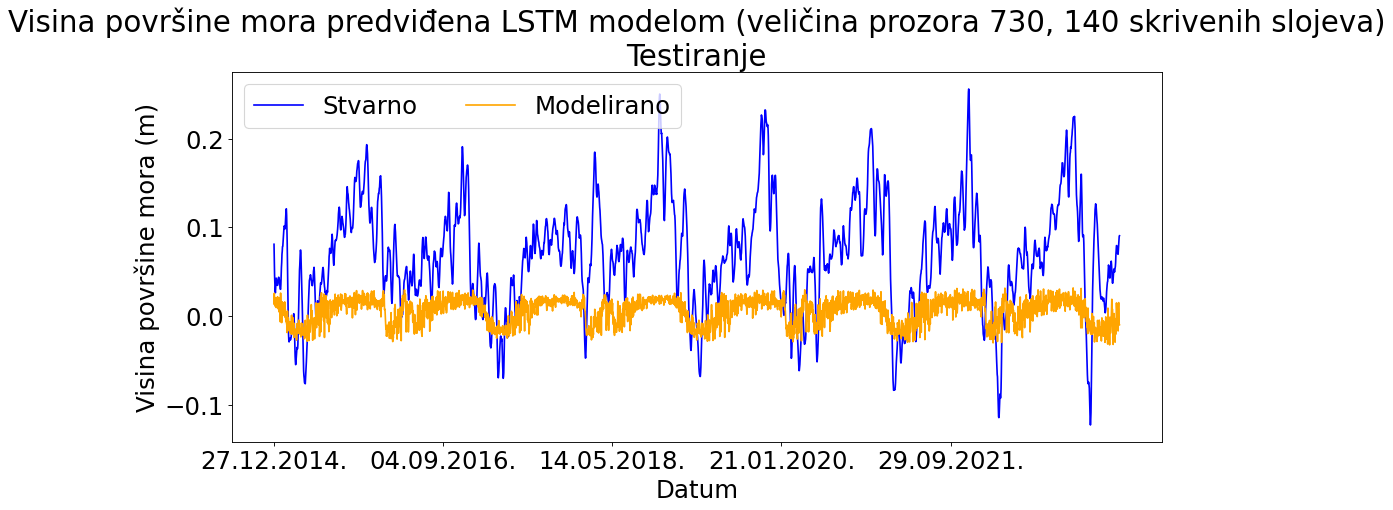 Visina površine mora predviđena LSTM modelom (veličina prozora 730, 140 skrivenih slojeva)
Testiranje
Stvarno Modelirano
Visina površine mora (m)
0.2
0.1
0.0
−0.1
27.12.2014. 04.09.2016. 14.05.2018. 21.01.2020. 29.09.2021.
Datum